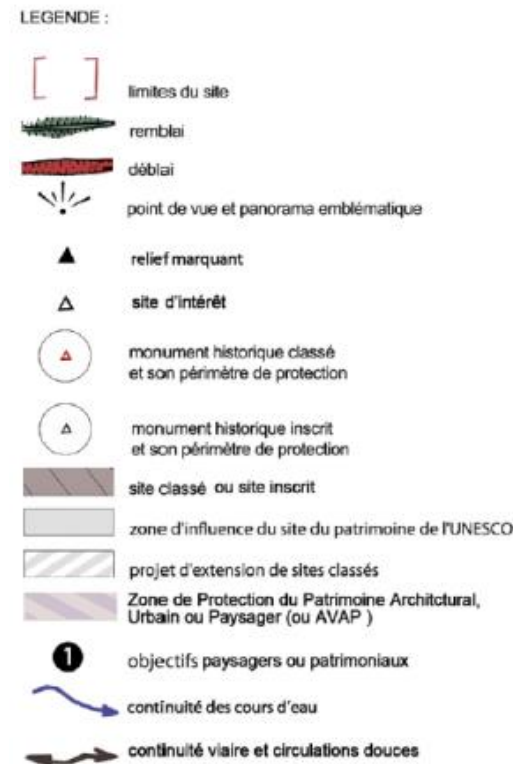 LEGENDE :
limites du site
remblai
déblai
point de vue et panorama emblématique
relief marquant
site d'intérêt
monument historique classé
et son périmètre de protection
monument historique inscrit
et son périmètre de protection
site classé ou site inscrit
zone d'influence du site du patrimoine de l'UNESCO
projet d'extension de sites classés
Zone de Protection du Patrimoine Architctural,
Urbain ou Paysager (ou AVAP )
1 objectifs paysagers ou patrimoniaux
continuité des cours d'eau
continuité viaire et circulations douces